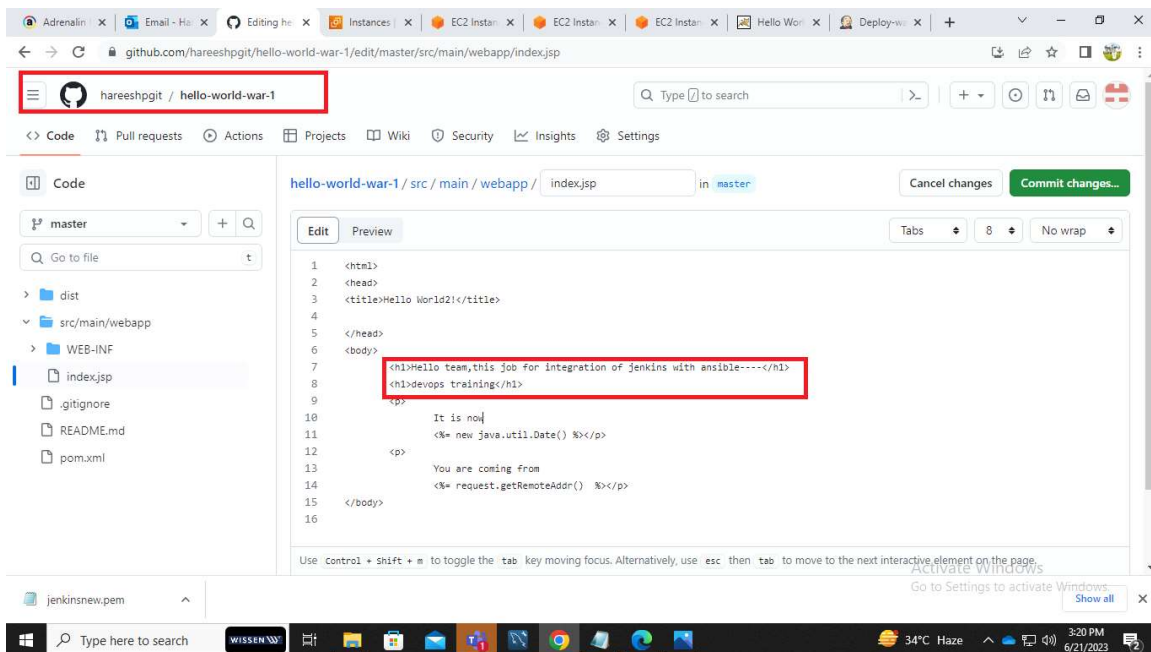 Adrenalin
Email - Ha
Editing he
Instances |
EC2 Instan
EC2 Instan
EC2 Instan
Hello Worl
Deploy-wa
github.com/hareeshpgit/hello-world-war-1/edit/master/src/main/webapp/index.jsp
hareeshpgit / hello-world-war-1
Type / to search
<> Code Pull requests Actions Projects Wiki Security Insights Settings
Code
hello-world-war-1 / src / main / webapp / index.jsp in master
Cancel changes Commit changes...
master
Go to file t
dist
src/main/webapp
WEB-INF
index.jsp
.gitignore
README.md
pom.xml
Edit Preview
Tabs 8 No wrap
1 <html>
2 <head>
3 <title>Hello World2!</title>
4
5 </head>
6 <body>
7 <h1>Hello team,this job for integration of jenkins with ansible----</h1>
8 <h1>devops training</h1>
9 <p>
10 It is now
11 <%= new java.util.Date() %></p>
12 <p>
13 You are coming from
14 <%= request.getRemoteAddr()  %></p>
15 </body>
16
Use Control + Shift + m to toggle the tab key moving focus. Alternatively, use esc then tab to move to the next interactive element on the page.
Activate Windows
Go to Settings to activate Windows.
jenkinsnew.pem
Show all
Type here to search
WISSEN
34°C Haze
3:20 PM
6/21/2023
2